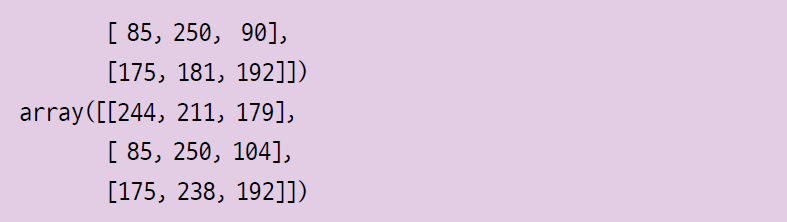 [ 85, 250,  90],
[175, 181, 192]])
array([[244, 211, 179],
[ 85, 250, 104],
[175, 238, 192]])